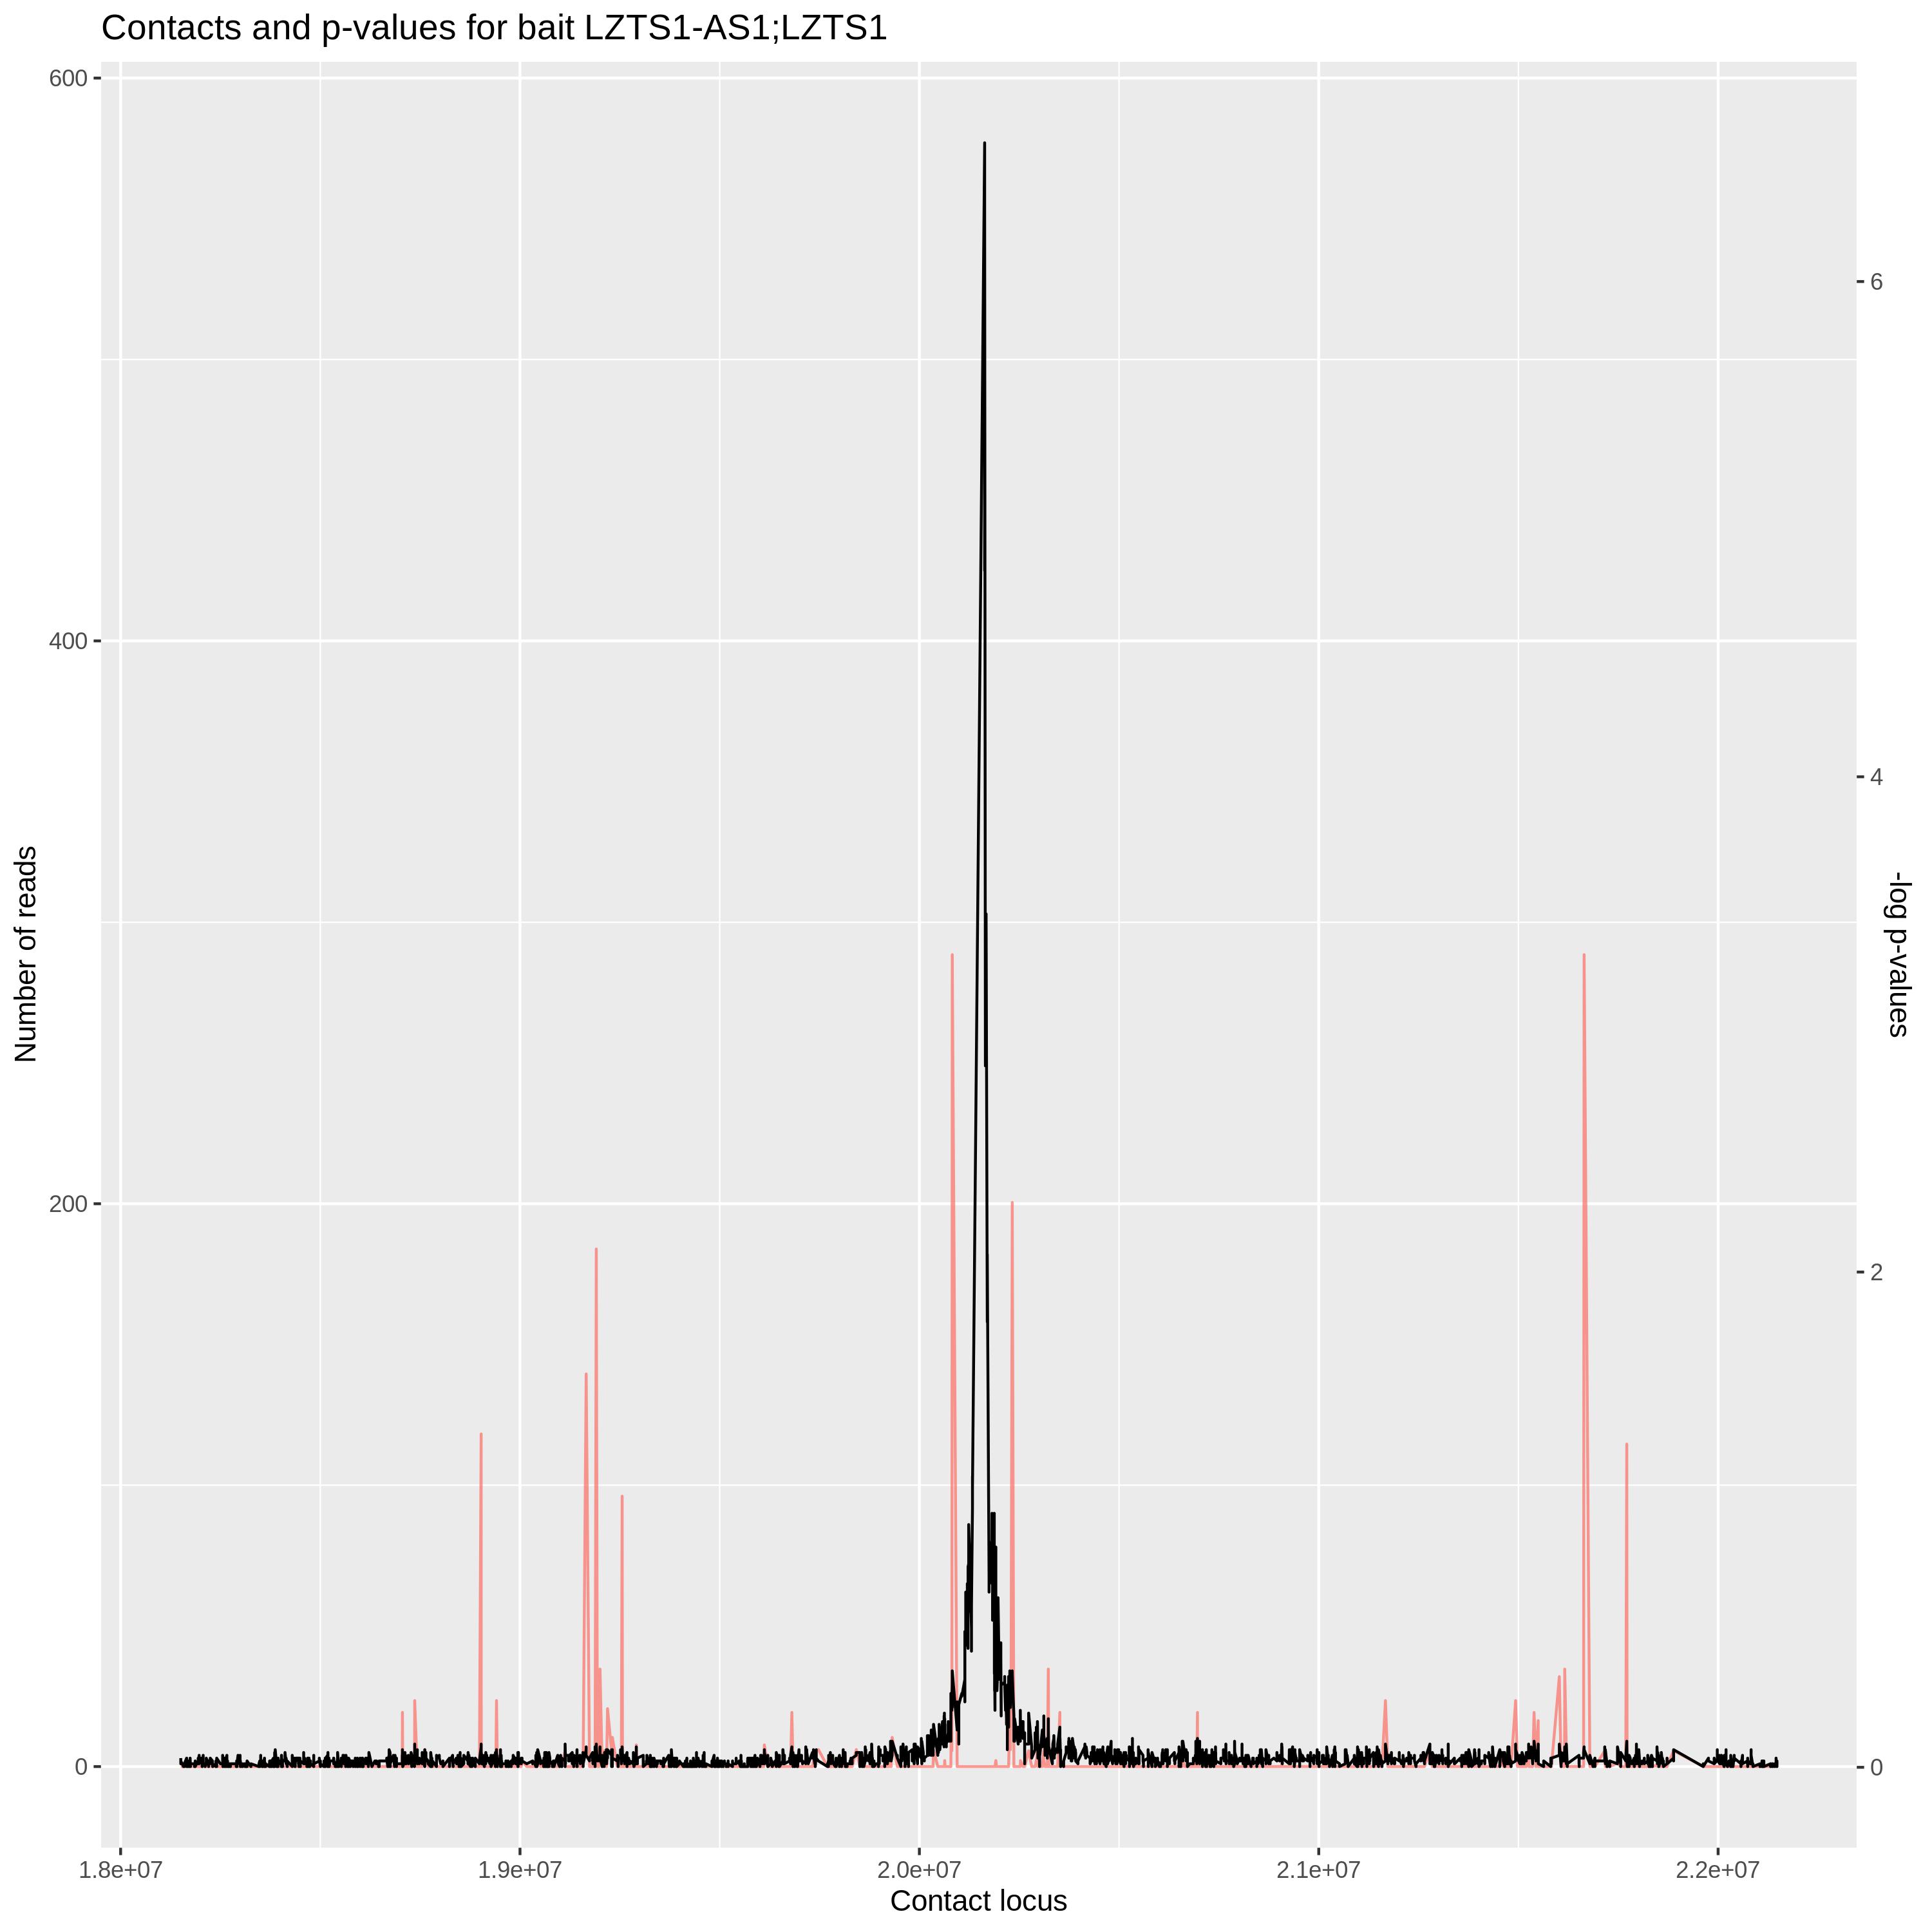 Contacts and p-values for bait LZTS1-AS1;LZTS1
600
400
200
0
Number of reads
6
4
2
0
-log p-values
1.8e+07
1.9e+07
2.0e+07
2.1e+07
2.2e+07
Contact locus